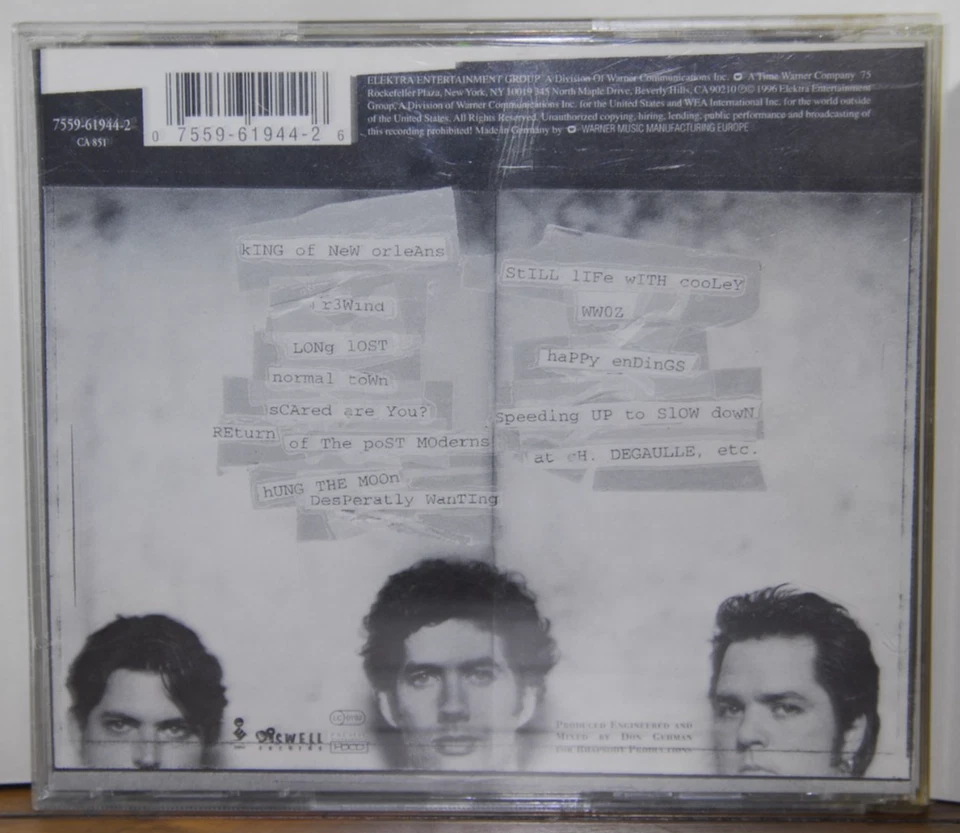 7559-61944-2
CA 851
0 7559-61944-2 6
ELEKTRA ENTERTAINMENT GROUP, A Division Of Warner Communications Inc. A Time Warner Company 75
Rockefeller Plaza, New York, NY 10019 345 North Maple Drive, Beverly Hills, CA 90210 ℗© 1996 Elektra Entertainment
Group, A Division of Warner Communications Inc. for the United States and WEA International Inc. for the world outside
of the United States. All Rights Reserved. Unauthorized copying, hiring, lending, public performance and broadcasting of
this recording prohibited! Made in Germany by WARNER MUSIC MANUFACTURING EUROPE
kING of NeW orleAns
r3Wind
LONg lOST
normal toWn
sCAred are You?
REturn of The poST MOderns
hUNG THE MOOn
DesPeratly WanTIng
StILL lIFe wITH cooLeY
WWOZ
haPPy enDinGS
speeding UP to SlOW dowN
at cH. DEGAULLE, etc.
PRODUCED ENGINEERED AND
MIXED BY DON GEHMAN
FOR RHAPSODY PRODUCTIONS